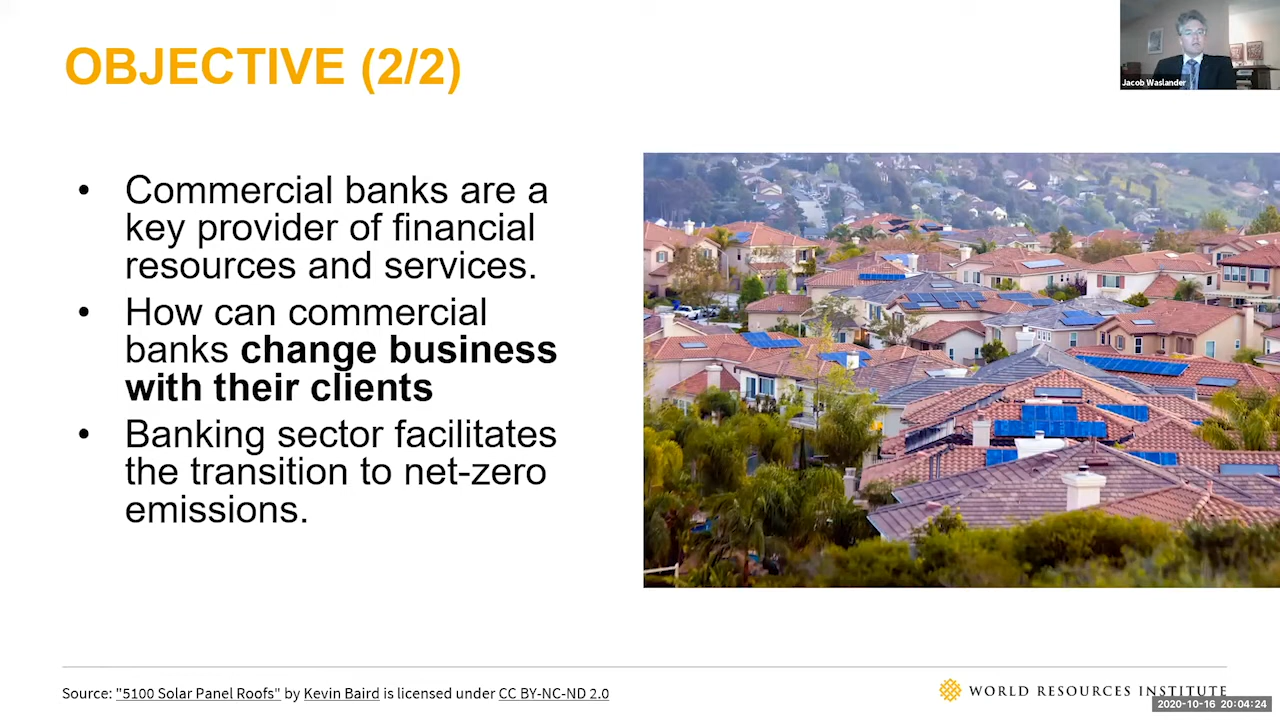 OBJECTIVE (2/2)
Jacob Waslander
• Commercial banks are a
key provider of financial
resources and services.
• How can commercial
banks change business
with their clients
• Banking sector facilitates
the transition to net-zero
emissions.
Source: "5100 Solar Panel Roofs" by Kevin Baird is licensed under CC BY-NC-ND 2.0
WORLD RESOURCES INSTITUTE
2020-10-16 20:04:24